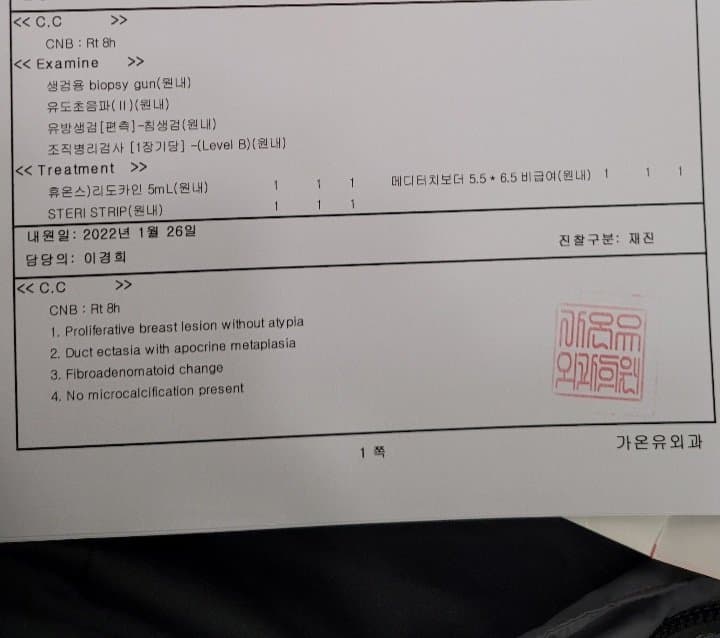 << C.C >>
CNB : Rt 8h
<< Examine >>
생검용 biopsy gun(원내)
유도초음파(Ⅱ)(원내)
유방생검[편측]-침생검(원내)
조직병리검사 [1장기당] -(Level B)(원내)
<< Treatment >>
휴온스)리도카인 5mL(원내) 1 1 1 메디터치보더 5.5 * 6.5 비급여(원내) 1 1 1
STERI STRIP(원내) 1 1 1
내원일: 2022년 1월 26일
진찰구분: 재진
담당의: 이경희
<< C.C >>
CNB : Rt 8h
1. Proliferative breast lesion without atypia
2. Duct ectasia with apocrine metaplasia
3. Fibroadenomatoid change
4. No microcalcification present
가온유
외과의원
1 쪽
가온유외과